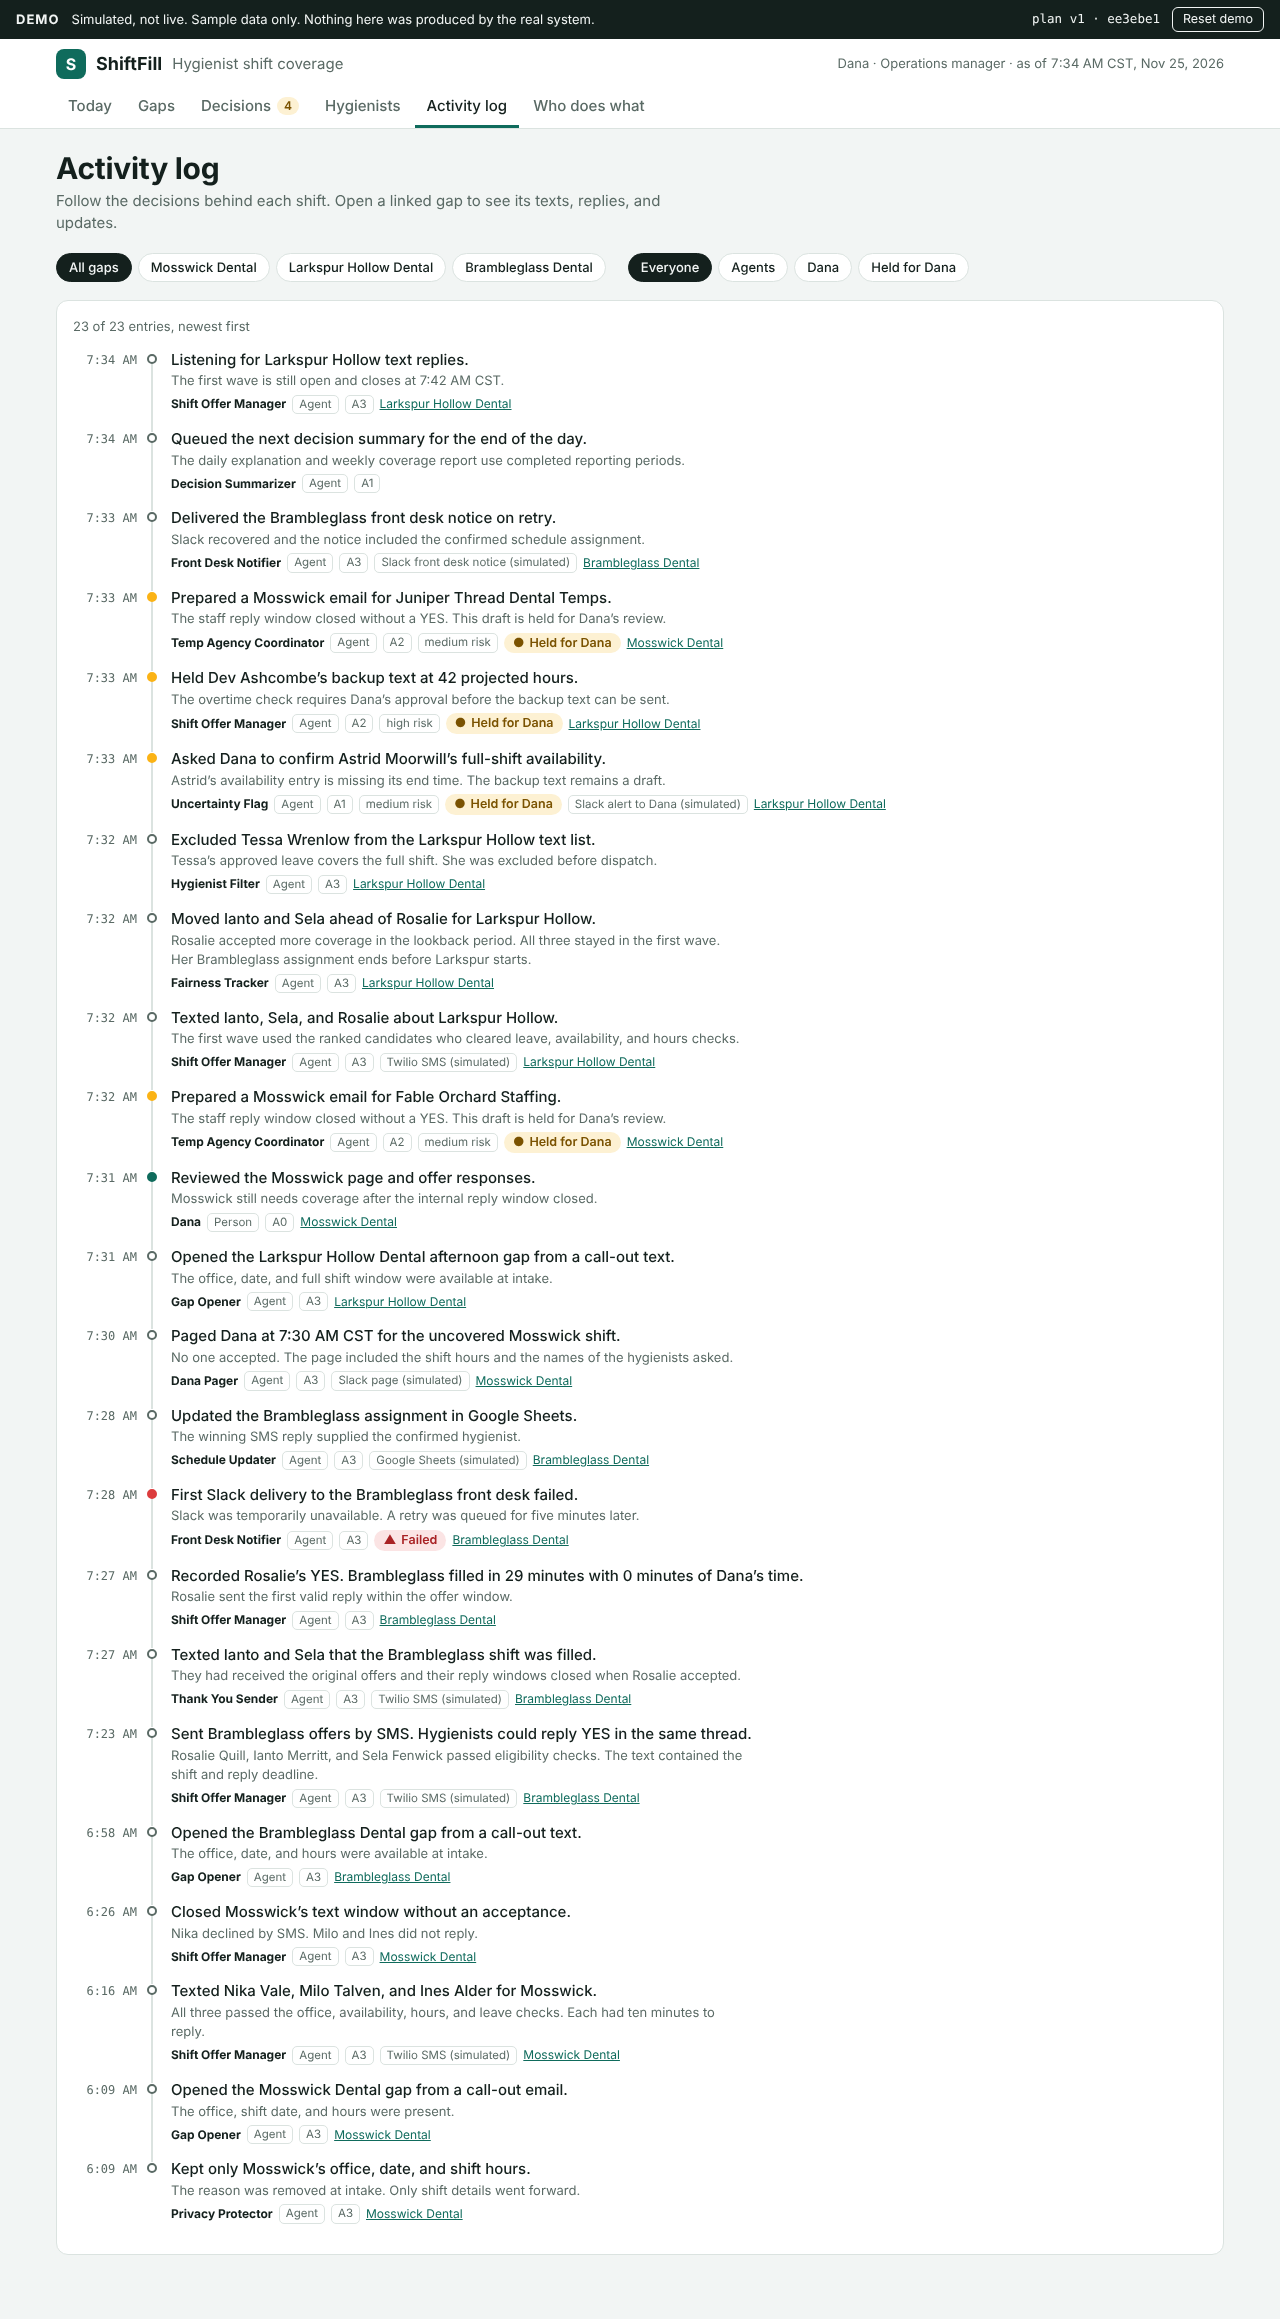 DEMO Simulated, not live. Sample data only. Nothing here was produced by the real system. plan v1 · ee3ebe1 Reset demo
S ShiftFill Hygienist shift coverage Dana · Operations manager · as of 7:34 AM CST, Nov 25, 2026
Today Gaps Decisions 4 Hygienists Activity log Who does what
Activity log
Follow the decisions behind each shift. Open a linked gap to see its texts, replies, and
updates.
All gaps Mosswick Dental Larkspur Hollow Dental Brambleglass Dental Everyone Agents Dana Held for Dana
23 of 23 entries, newest first
7:34 AM Listening for Larkspur Hollow text replies.
The first wave is still open and closes at 7:42 AM CST.
Shift Offer Manager Agent A3 Larkspur Hollow Dental
7:34 AM Queued the next decision summary for the end of the day.
The daily explanation and weekly coverage report use completed reporting periods.
Decision Summarizer Agent A1
7:33 AM Delivered the Brambleglass front desk notice on retry.
Slack recovered and the notice included the confirmed schedule assignment.
Front Desk Notifier Agent A3 Slack front desk notice (simulated) Brambleglass Dental
7:33 AM Prepared a Mosswick email for Juniper Thread Dental Temps.
The staff reply window closed without a YES. This draft is held for Dana’s review.
Temp Agency Coordinator Agent A2 medium risk Held for Dana Mosswick Dental
7:33 AM Held Dev Ashcombe’s backup text at 42 projected hours.
The overtime check requires Dana’s approval before the backup text can be sent.
Shift Offer Manager Agent A2 high risk Held for Dana Larkspur Hollow Dental
7:33 AM Asked Dana to confirm Astrid Moorwill’s full-shift availability.
Astrid’s availability entry is missing its end time. The backup text remains a draft.
Uncertainty Flag Agent A1 medium risk Held for Dana Slack alert to Dana (simulated) Larkspur Hollow Dental
7:32 AM Excluded Tessa Wrenlow from the Larkspur Hollow text list.
Tessa’s approved leave covers the full shift. She was excluded before dispatch.
Hygienist Filter Agent A3 Larkspur Hollow Dental
7:32 AM Moved Ianto and Sela ahead of Rosalie for Larkspur Hollow.
Rosalie accepted more coverage in the lookback period. All three stayed in the first wave.
Her Brambleglass assignment ends before Larkspur starts.
Fairness Tracker Agent A3 Larkspur Hollow Dental
7:32 AM Texted Ianto, Sela, and Rosalie about Larkspur Hollow.
The first wave used the ranked candidates who cleared leave, availability, and hours checks.
Shift Offer Manager Agent A3 Twilio SMS (simulated) Larkspur Hollow Dental
7:32 AM Prepared a Mosswick email for Fable Orchard Staffing.
The staff reply window closed without a YES. This draft is held for Dana’s review.
Temp Agency Coordinator Agent A2 medium risk Held for Dana Mosswick Dental
7:31 AM Reviewed the Mosswick page and offer responses.
Mosswick still needs coverage after the internal reply window closed.
Dana Person A0 Mosswick Dental
7:31 AM Opened the Larkspur Hollow Dental afternoon gap from a call-out text.
The office, date, and full shift window were available at intake.
Gap Opener Agent A3 Larkspur Hollow Dental
7:30 AM Paged Dana at 7:30 AM CST for the uncovered Mosswick shift.
No one accepted. The page included the shift hours and the names of the hygienists asked.
Dana Pager Agent A3 Slack page (simulated) Mosswick Dental
7:28 AM Updated the Brambleglass assignment in Google Sheets.
The winning SMS reply supplied the confirmed hygienist.
Schedule Updater Agent A3 Google Sheets (simulated) Brambleglass Dental
7:28 AM First Slack delivery to the Brambleglass front desk failed.
Slack was temporarily unavailable. A retry was queued for five minutes later.
Front Desk Notifier Agent A3 Failed Brambleglass Dental
7:27 AM Recorded Rosalie’s YES. Brambleglass filled in 29 minutes with 0 minutes of Dana’s time.
Rosalie sent the first valid reply within the offer window.
Shift Offer Manager Agent A3 Brambleglass Dental
7:27 AM Texted Ianto and Sela that the Brambleglass shift was filled.
They had received the original offers and their reply windows closed when Rosalie accepted.
Thank You Sender Agent A3 Twilio SMS (simulated) Brambleglass Dental
7:23 AM Sent Brambleglass offers by SMS. Hygienists could reply YES in the same thread.
Rosalie Quill, Ianto Merritt, and Sela Fenwick passed eligibility checks. The text contained the
shift and reply deadline.
Shift Offer Manager Agent A3 Twilio SMS (simulated) Brambleglass Dental
6:58 AM Opened the Brambleglass Dental gap from a call-out text.
The office, date, and hours were available at intake.
Gap Opener Agent A3 Brambleglass Dental
6:26 AM Closed Mosswick’s text window without an acceptance.
Nika declined by SMS. Milo and Ines did not reply.
Shift Offer Manager Agent A3 Mosswick Dental
6:16 AM Texted Nika Vale, Milo Talven, and Ines Alder for Mosswick.
All three passed the office, availability, hours, and leave checks. Each had ten minutes to
reply.
Shift Offer Manager Agent A3 Twilio SMS (simulated) Mosswick Dental
6:09 AM Opened the Mosswick Dental gap from a call-out email.
The office, shift date, and hours were present.
Gap Opener Agent A3 Mosswick Dental
6:09 AM Kept only Mosswick’s office, date, and shift hours.
The reason was removed at intake. Only shift details went forward.
Privacy Protector Agent A3 Mosswick Dental